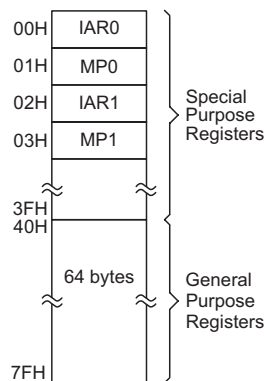 00H IAR0
01H MP0
02H IAR1
03H MP1
Special
Purpose
Registers
3FH
40H
64 bytes
General
Purpose
Registers
7FH